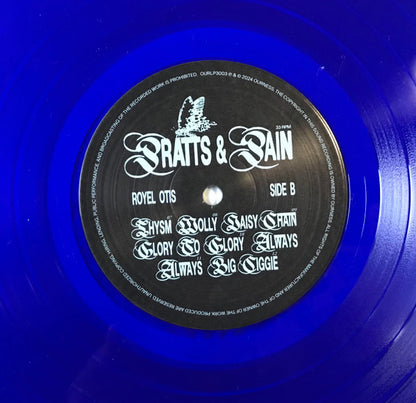 UNAUTHORIZED COPYING, HIRING, LENDING, PUBLIC PERFORMANCE, AND BROADCASTING OF THE RECORDED WORK IS PROHIBITED. OURLP3003 ℗ & © 2024 OURNESS. THE COPYRIGHT IN THIS SOUND RECORDING IS OWNED BY OURNESS. ALL RIGHTS OF THE MANUFACTURER AND OF THE OWNER OF THE WORK PRODUCED ARE RESERVED.
33 RPM
Pratts & Pain
ROYEL OTIS SIDE B
Ihysm Molly Daisy Chain
Glory To Glory Always
Always Big Ciggie